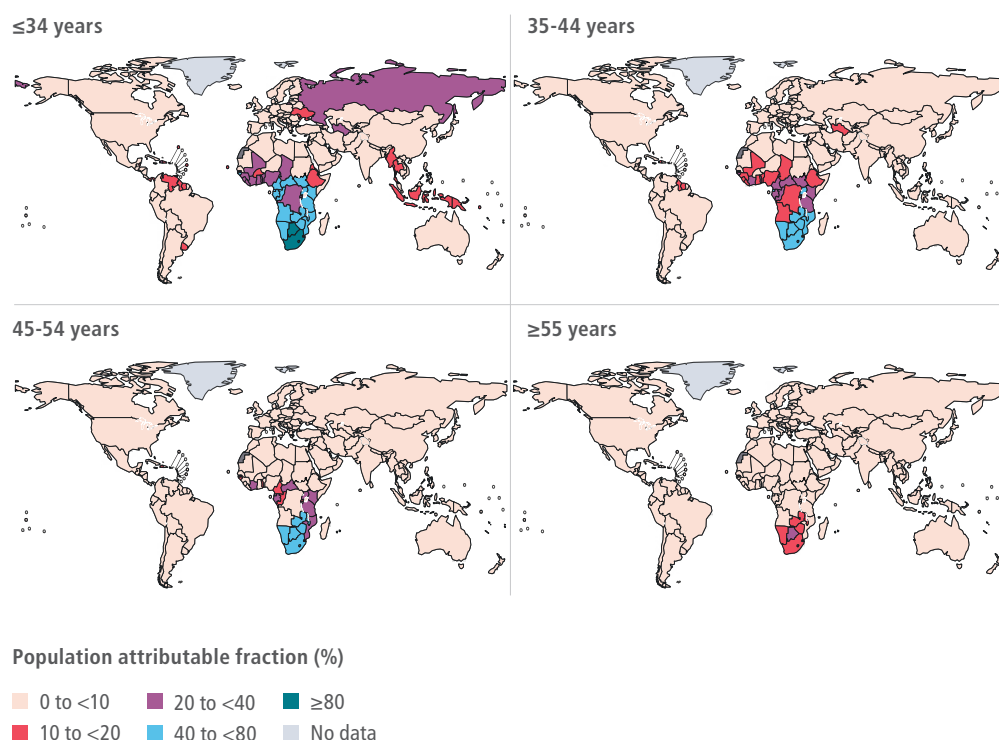 ≤34 years
35-44 years
45-54 years
≥55 years
Population attributable fraction (%)
0 to <10
20 to <40
≥80
10 to <20
40 to <80
No data